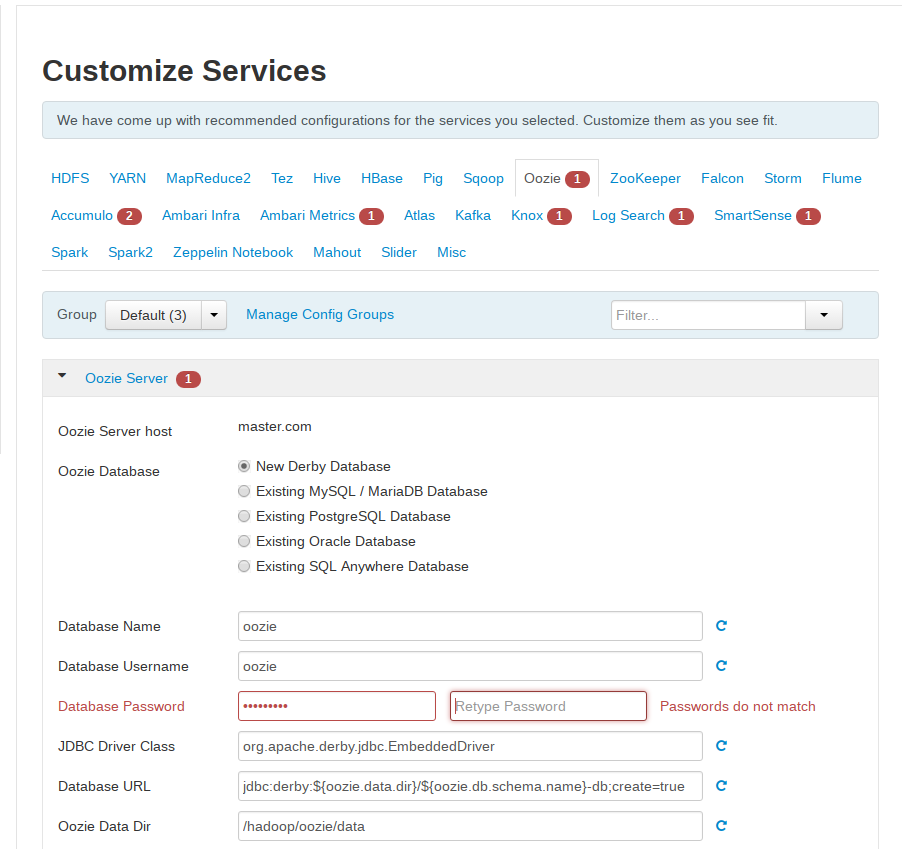 Customize Services
We have come up with recommended configurations for the services you selected. Customize them as you see fit.
HDFS YARN MapReduce2 Tez Hive HBase Pig Sqoop Oozie 1 ZooKeeper Falcon Storm Flume
Accumulo 2 Ambari Infra Ambari Metrics 1 Atlas Kafka Knox 1 Log Search 1 SmartSense 1
Spark Spark2 Zeppelin Notebook Mahout Slider Misc
Group Default (3) Manage Config Groups Filter...
Oozie Server 1
Oozie Server host master.com
Oozie Database New Derby Database
Existing MySQL / MariaDB Database
Existing PostgreSQL Database
Existing Oracle Database
Existing SQL Anywhere Database
Database Name oozie
Database Username oozie
Database Password ••••••••• Retype Password Passwords do not match
JDBC Driver Class org.apache.derby.jdbc.EmbeddedDriver
Database URL jdbc:derby:${oozie.data.dir}/${oozie.db.schema.name}-db;create=true
Oozie Data Dir /hadoop/oozie/data